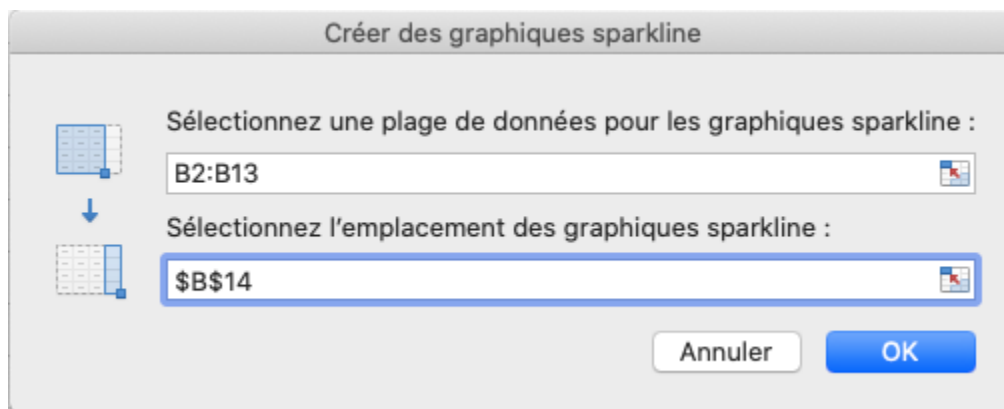 Créer des graphiques sparkline
Sélectionnez une plage de données pour les graphiques sparkline :
B2:B13
Sélectionnez l’emplacement des graphiques sparkline :
$B$14
Annuler
OK